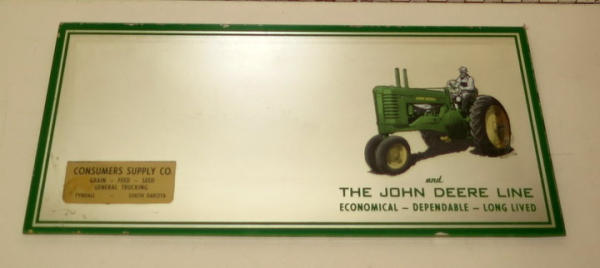 CONSUMERS SUPPLY CO.
GRAIN - FEED - SEED
GENERAL TRUCKING
TYNDALL - SOUTH DAKOTA
and
THE JOHN DEERE LINE
ECONOMICAL - DEPENDABLE - LONG LIVED